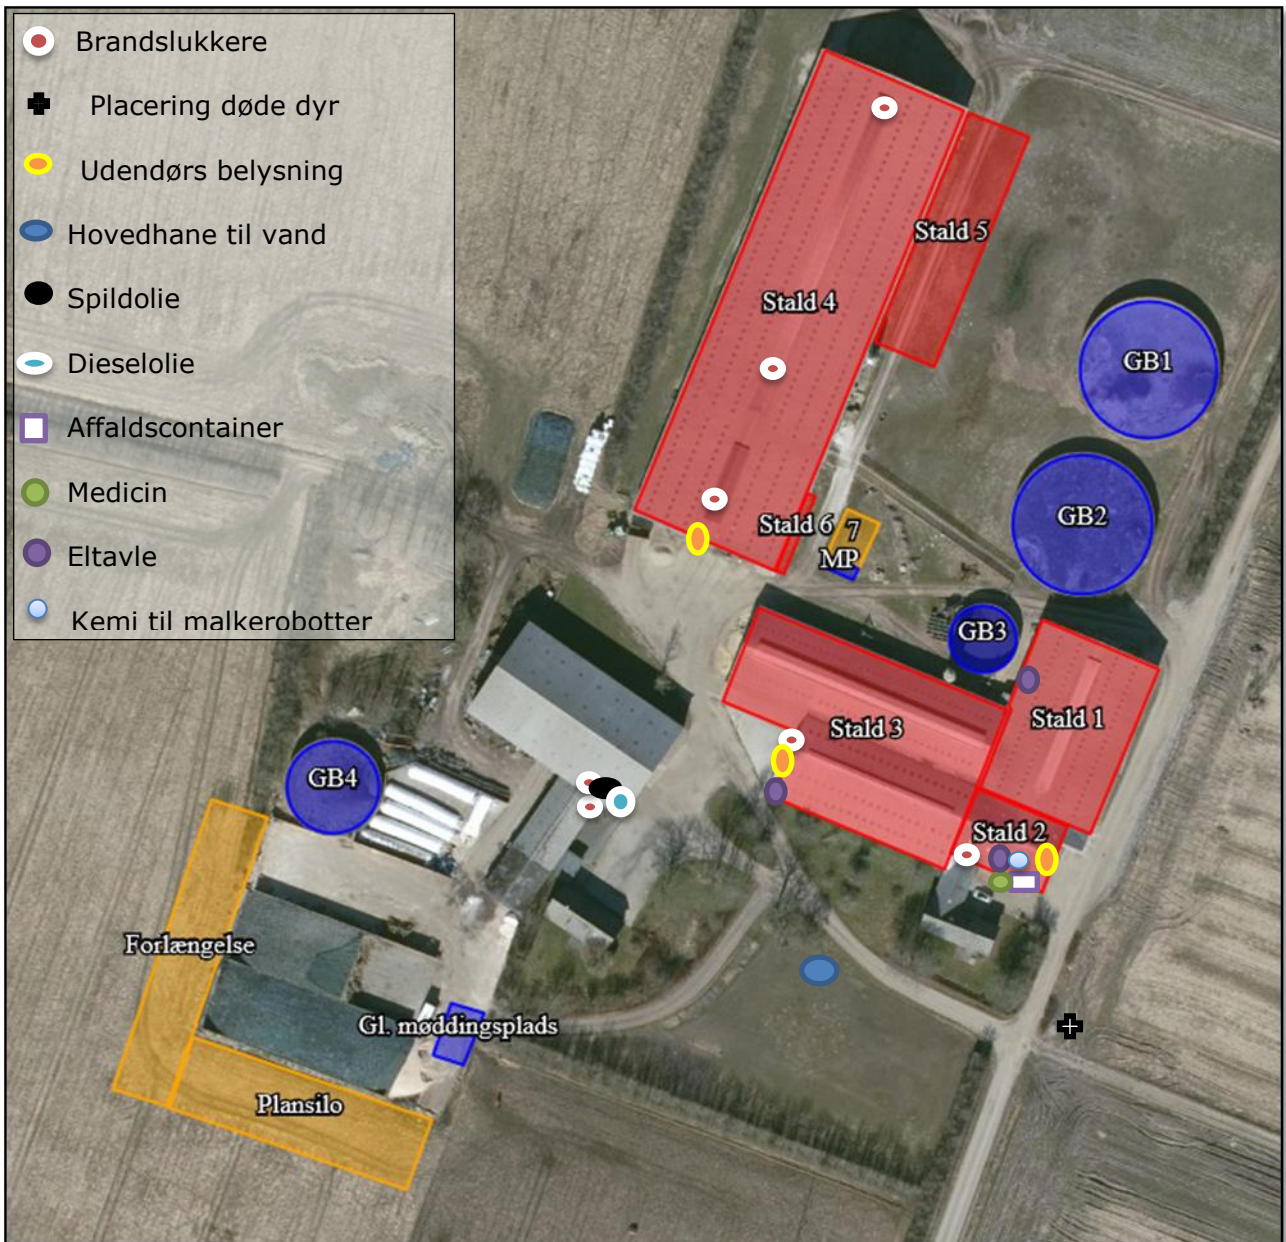 Brandslukkere
Placering døde dyr
Udendørs belysning
Hovedhane til vand
Spildolie
Dieselolie
Affaldscontainer
Medicin
Eltavle
Kemi til malkerobotter
Stald 5
Stald 4
GB1
GB2
Stald 6
7
MP
GB3
Stald 1
Stald 3
GB4
Stald 2
Forlængelse
Gl. møddingsplads
Plansilo